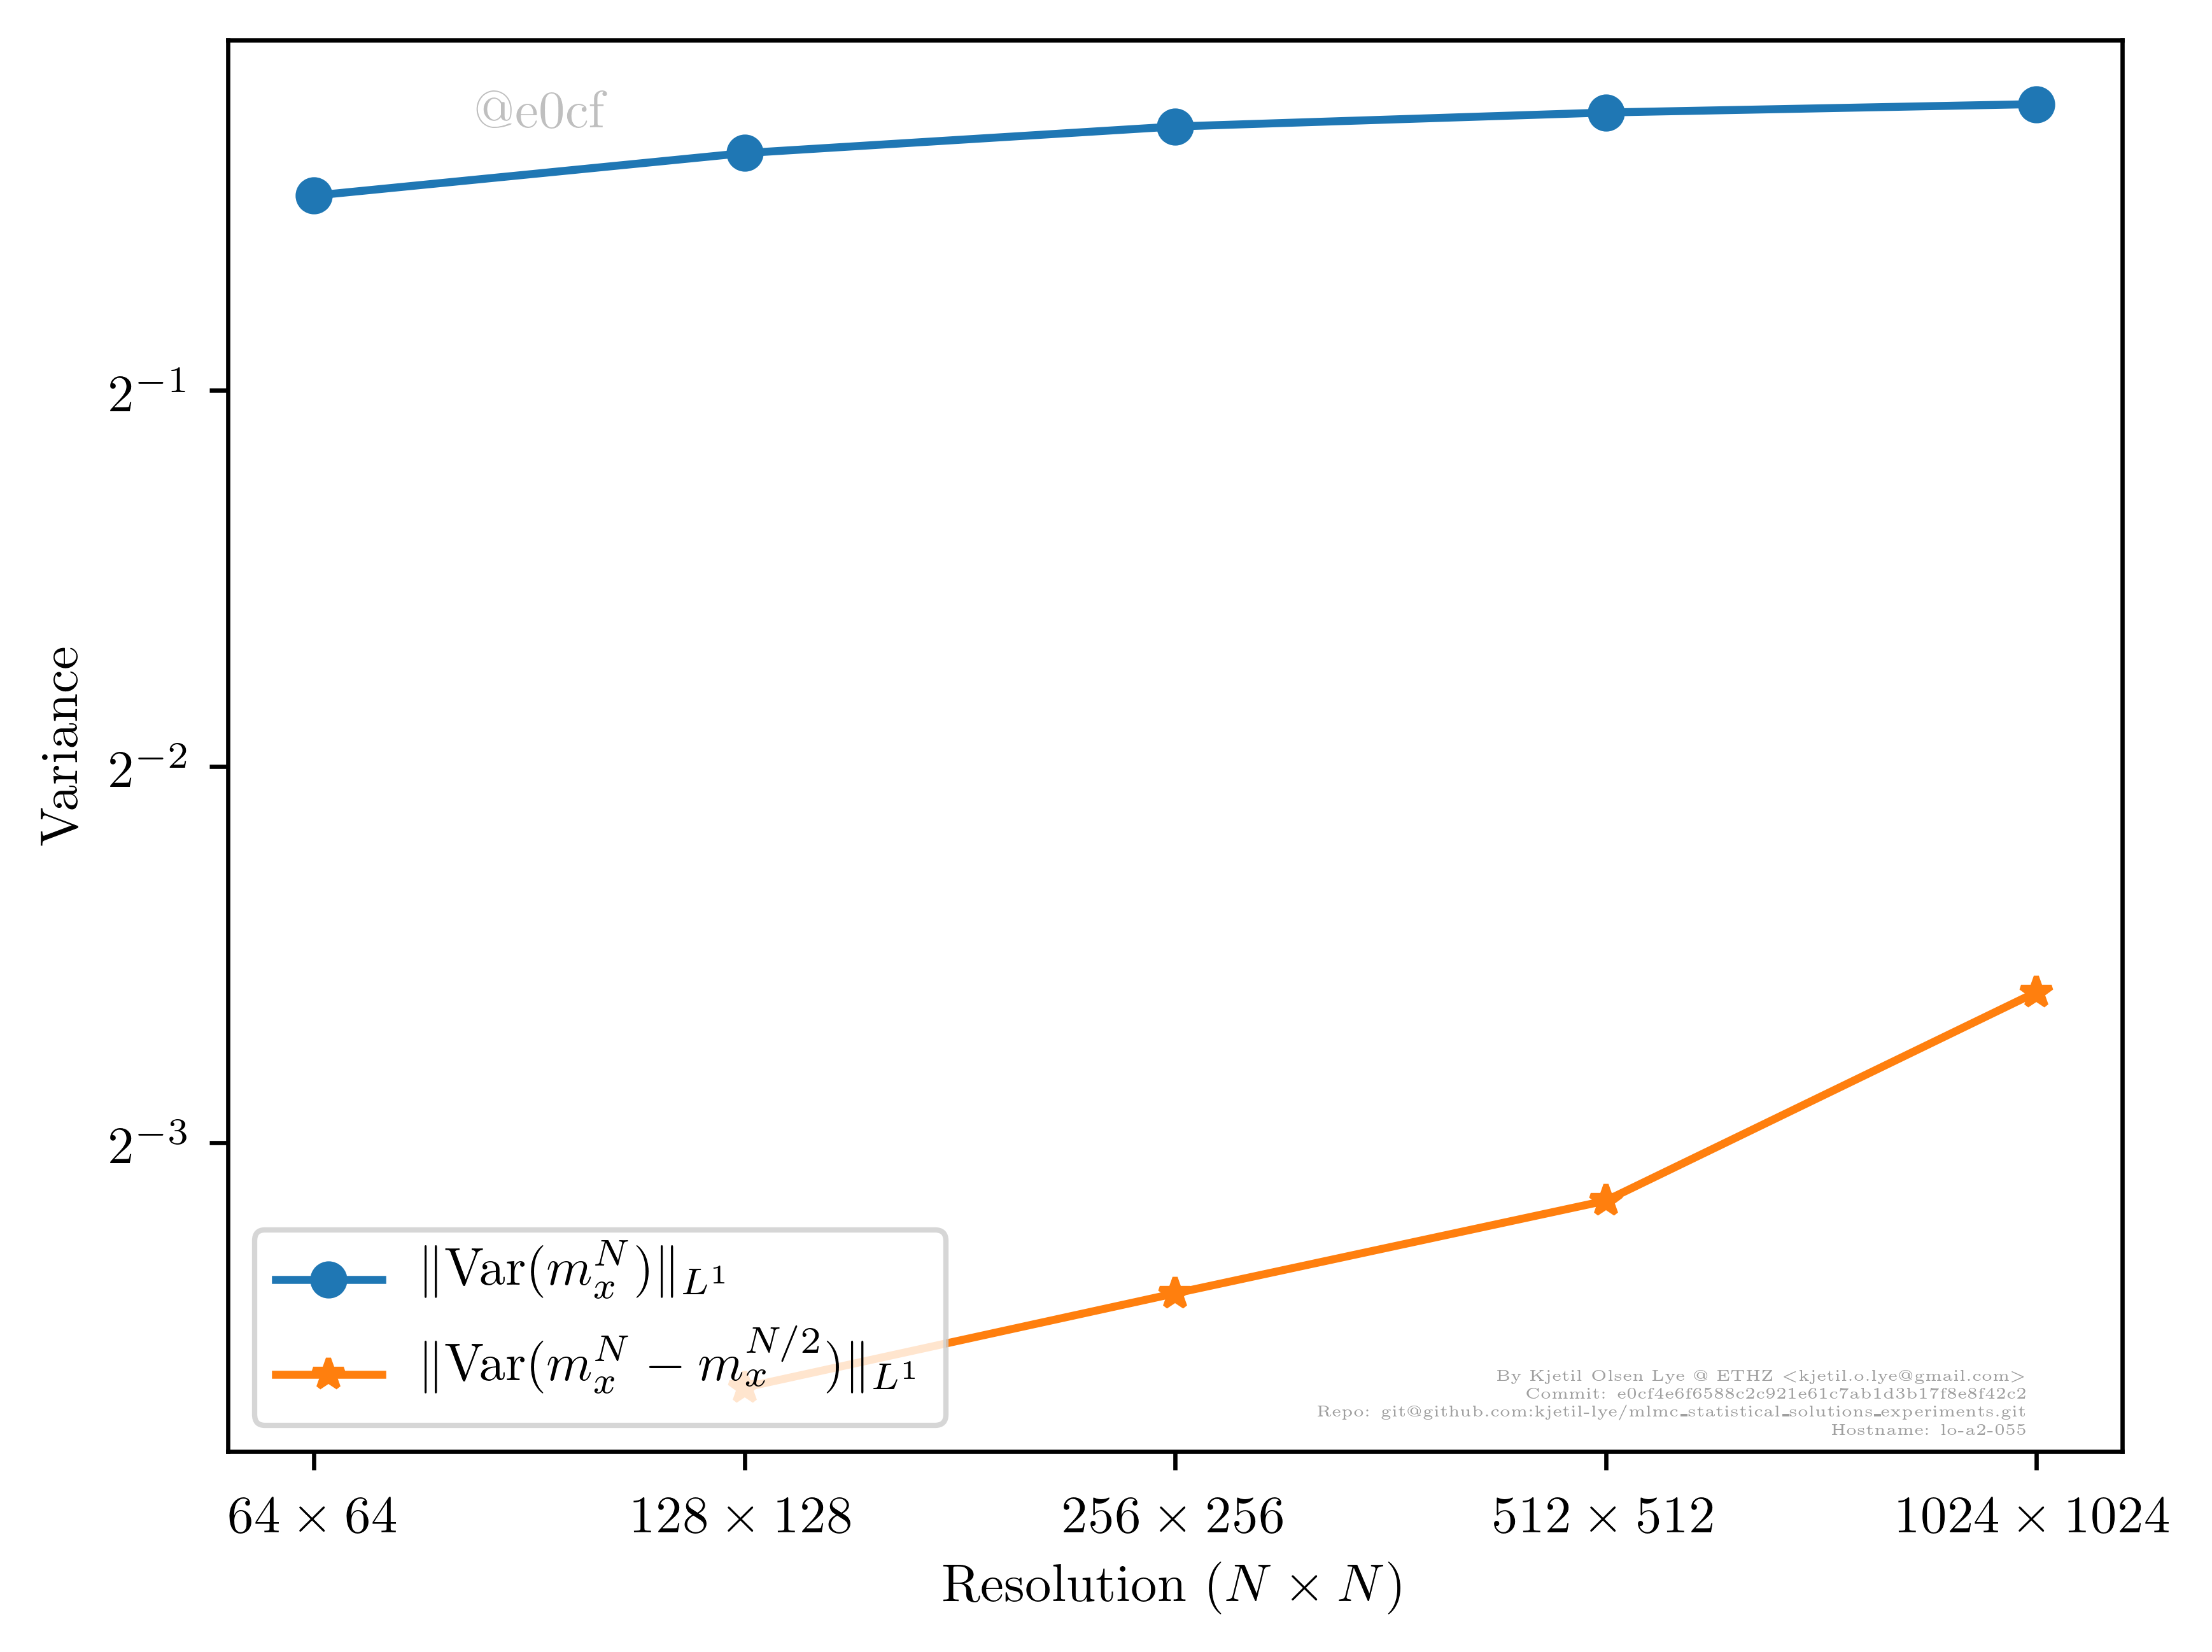 @e0cf
2⁻¹
2⁻²
2⁻³
Variance
‖Var(m_x^N)‖_{L^1}
‖Var(m_x^N − m_x^{N/2})‖_{L^1}
By Kjetil Olsen Lye @ ETHZ <kjetil.o.lye@gmail.com>
Commit: e0cf4e6f6588c2c921e61c7ab1d3b17f8e8f42c2
Repo: git@github.com:kjetil-lye/mlmc_statistical_solutions_experiments.git
Hostname: lo-a2-055
64 × 64 128 × 128 256 × 256 512 × 512 1024 × 1024
Resolution (N × N)